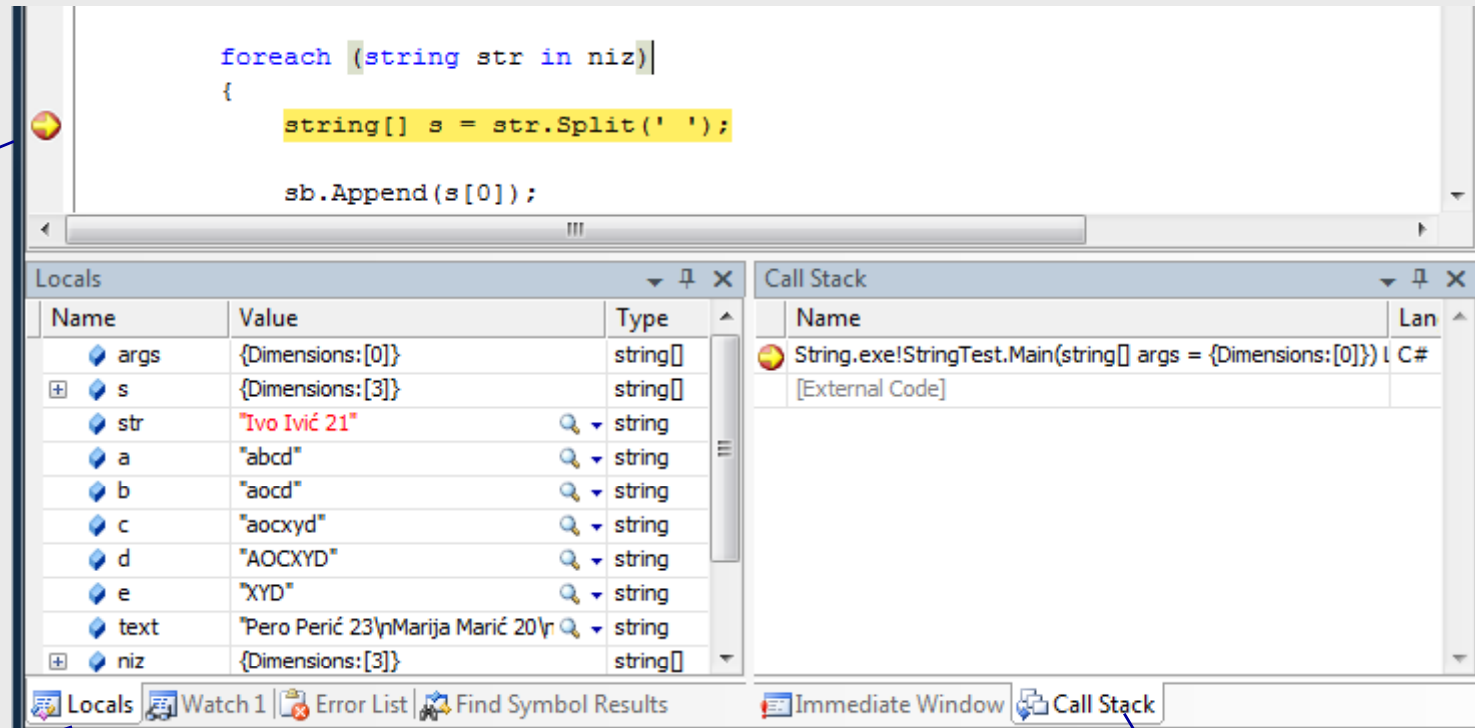 foreach (string str in niz)
{
string[] s = str.Split(' ');
sb.Append(s[0]);
Locals
Name Value Type
args {Dimensions:[0]} string[]
s {Dimensions:[3]} string[]
str "Ivo Ivić 21" string
a "abcd" string
b "aocd" string
c "aocxyd" string
d "AOCXYD" string
e "XYD" string
text "Pero Perić 23\nMarija Marić 20\n string
niz {Dimensions:[3]} string[]
Locals Watch 1 Error List Find Symbol Results
Call Stack
Name Lan
String.exe!StringTest.Main(string[] args = {Dimensions:[0]}) C#
[External Code]
Immediate Window Call Stack